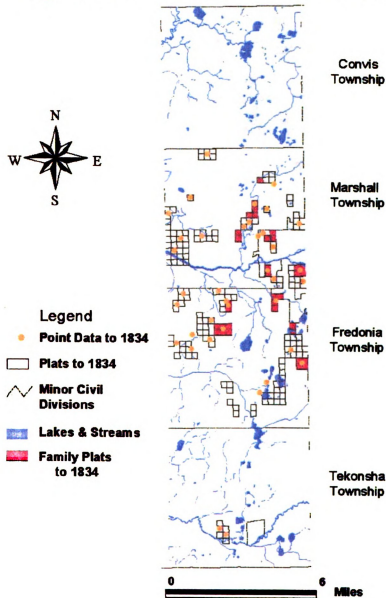 Convis
Township
N
W E
S
Marshall
Township
Legend
Point Data to 1834
Plats to 1834
Minor Civil
Divisions
Lakes & Streams
Family Plats
to 1834
Fredonia
Township
Tekonsha
Township
0 6
Miles